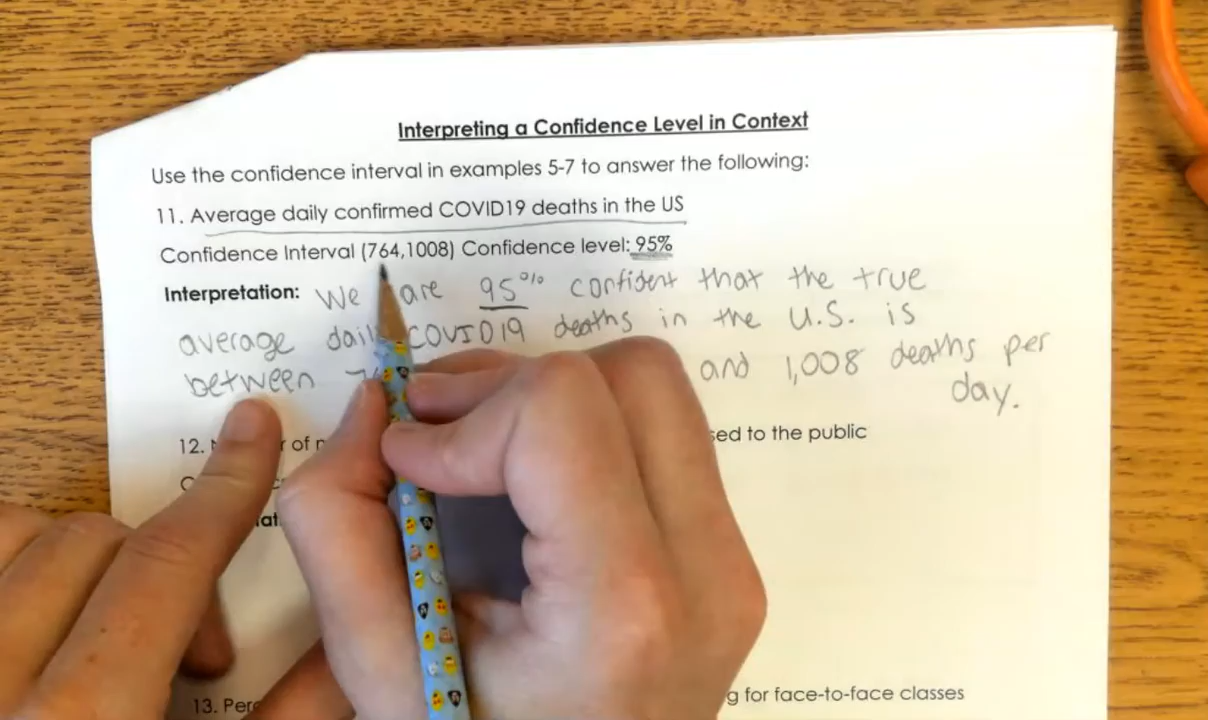 Interpreting a Confidence Level in Context
Use the confidence interval in examples 5-7 to answer the following:
11. Average daily confirmed COVID19 deaths in the US
Confidence Interval (764,1008) Confidence level: 95%
Interpretation: We are 95% confident that the true
average daily COVID19 deaths in the U.S. is
between and 1,008 deaths per
day.
12. of sed to the public
13. g for face-to-face classes